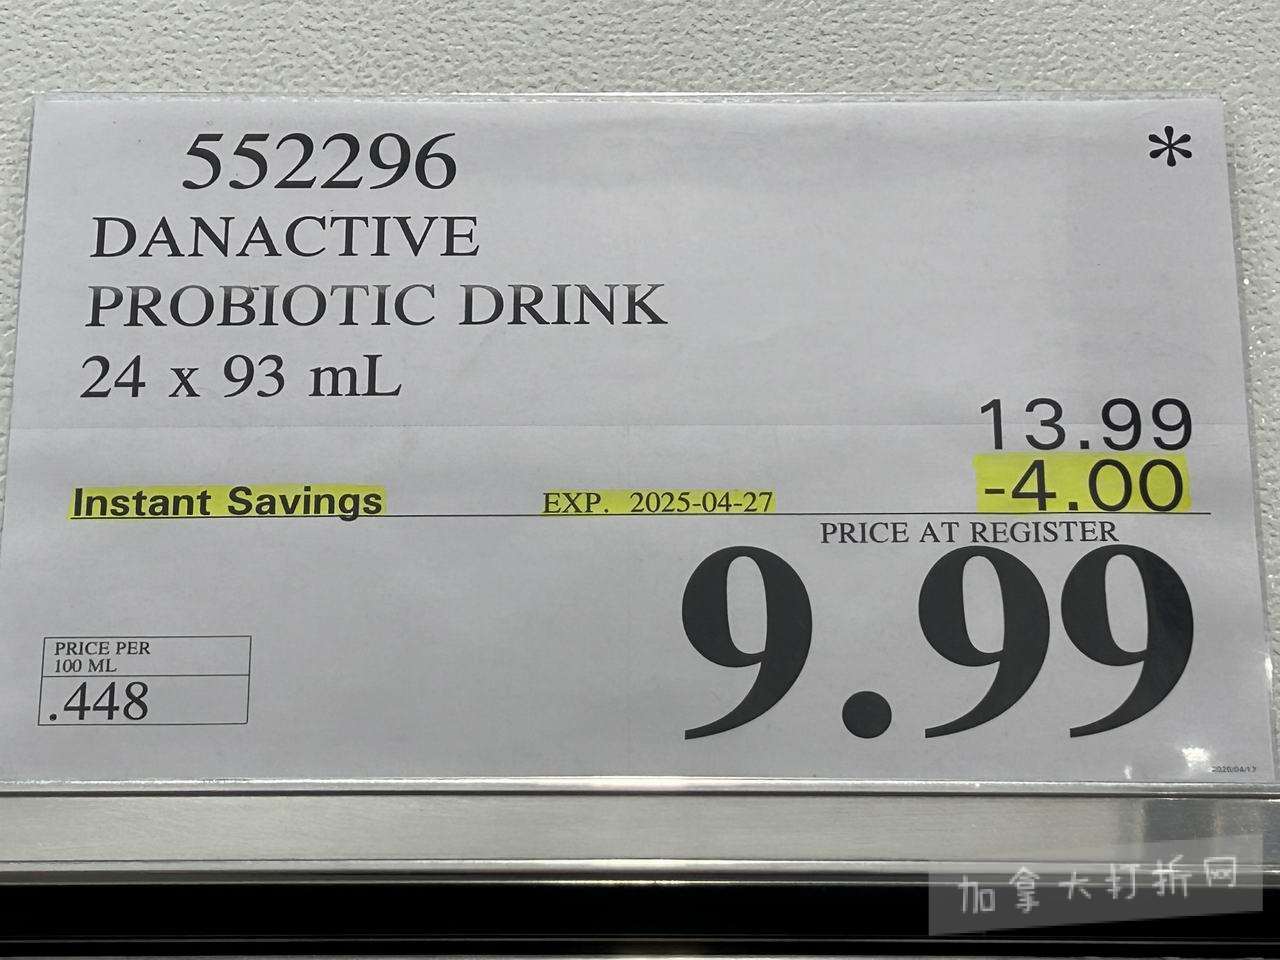 552296
*
DANACTIVE
PROBIOTIC DRINK
24 x 93 mL
13.99
Instant Savings EXP. 2025-04-27 -4.00
PRICE AT REGISTER
9.99
PRICE PER
100 ML
.448
加拿大打折网